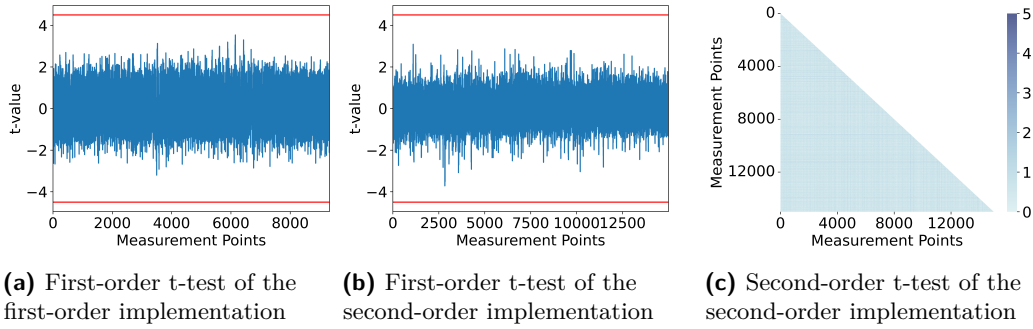 4
2
0
−2
−4
t-value
0 2000 4000 6000 8000
Measurement Points
4
2
0
−2
−4
t-value
0 2500 5000 7500 10000 12500
Measurement Points
0
4000
8000
12000
Measurement Points
0 4000 8000 12000
Measurement Points
5
4
3
2
1
0
(a) First-order t-test of the
first-order implementation
(b) First-order t-test of the
second-order implementation
(c) Second-order t-test of the
second-order implementation